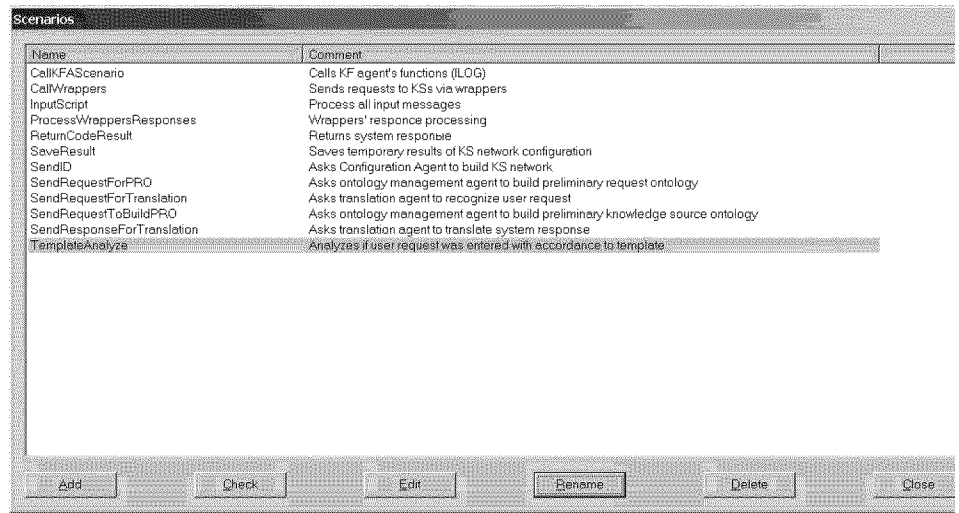 Scenarios
Name Comment
CallKFAScenario Calls KF agent's functions (ILOG)
CallWrappers Sends requests to KSs via wrappers
InputScript Process all input messages
ProcessWrappersResponses Wrappers' responce processing
ReturnCodeResult Returns system responые
SaveResult Saves temporary results of KS network configuration
SendID Asks Configuration Agent to build KS network
SendRequestForPRO Asks ontology management agent to build preliminary request ontology
SendRequestForTranslation Asks translation agent to recognize user request
SendRequestToBuildPRO Asks ontology management agent to build preliminary knowledge source ontology
SendResponseForTranslation Asks translation agent to translate system response
TemplateAnalyze Analyzes if user request was entered with accordance to template
Add Check Edit Rename Delete Close